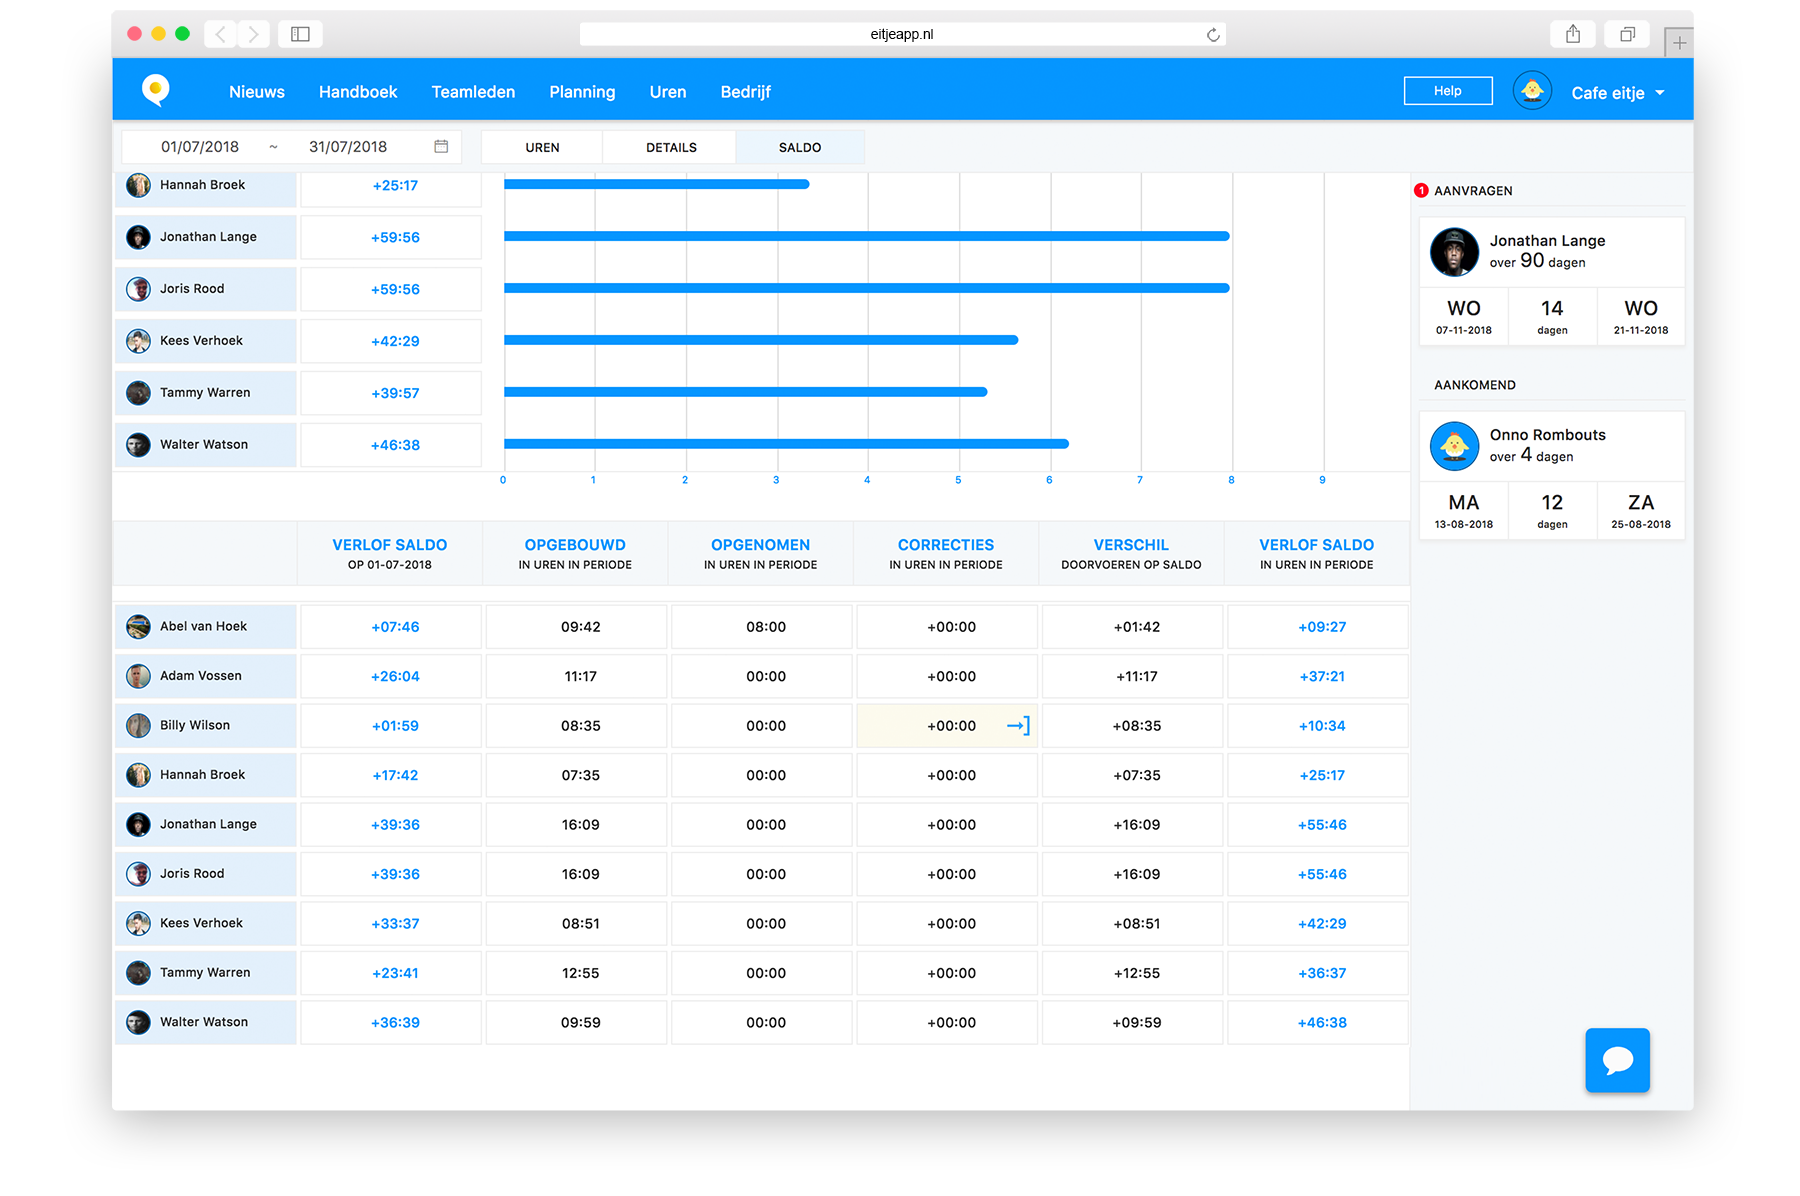 eitjeapp.nl
Nieuws Handboek Teamleden Planning Uren Bedrijf Help Cafe eitje
01/07/2018 ~ 31/07/2018 UREN DETAILS SALDO
Hannah Broek +25:17
Jonathan Lange +59:56
Joris Rood +59:56
Kees Verhoek +42:29
Tammy Warren +39:57
Walter Watson +46:38
0 1 2 3 4 5 6 7 8 9
1 AANVRAGEN
Jonathan Lange
over 90 dagen
WO 14 WO
07-11-2018 dagen 21-11-2018
AANKOMEND
Onno Rombouts
over 4 dagen
MA 12 ZA
13-08-2018 dagen 25-08-2018
VERLOF SALDO OPGEBOUWD OPGENOMEN CORRECTIES VERSCHIL VERLOF SALDO
OP 01-07-2018 IN UREN IN PERIODE IN UREN IN PERIODE IN UREN IN PERIODE DOORVOEREN OP SALDO IN UREN IN PERIODE
Abel van Hoek +07:46 09:42 08:00 +00:00 +01:42 +09:27
Adam Vossen +26:04 11:17 00:00 +00:00 +11:17 +37:21
Billy Wilson +01:59 08:35 00:00 +00:00 +08:35 +10:34
Hannah Broek +17:42 07:35 00:00 +00:00 +07:35 +25:17
Jonathan Lange +39:36 16:09 00:00 +00:00 +16:09 +55:46
Joris Rood +39:36 16:09 00:00 +00:00 +16:09 +55:46
Kees Verhoek +33:37 08:51 00:00 +00:00 +08:51 +42:29
Tammy Warren +23:41 12:55 00:00 +00:00 +12:55 +36:37
Walter Watson +36:39 09:59 00:00 +00:00 +09:59 +46:38